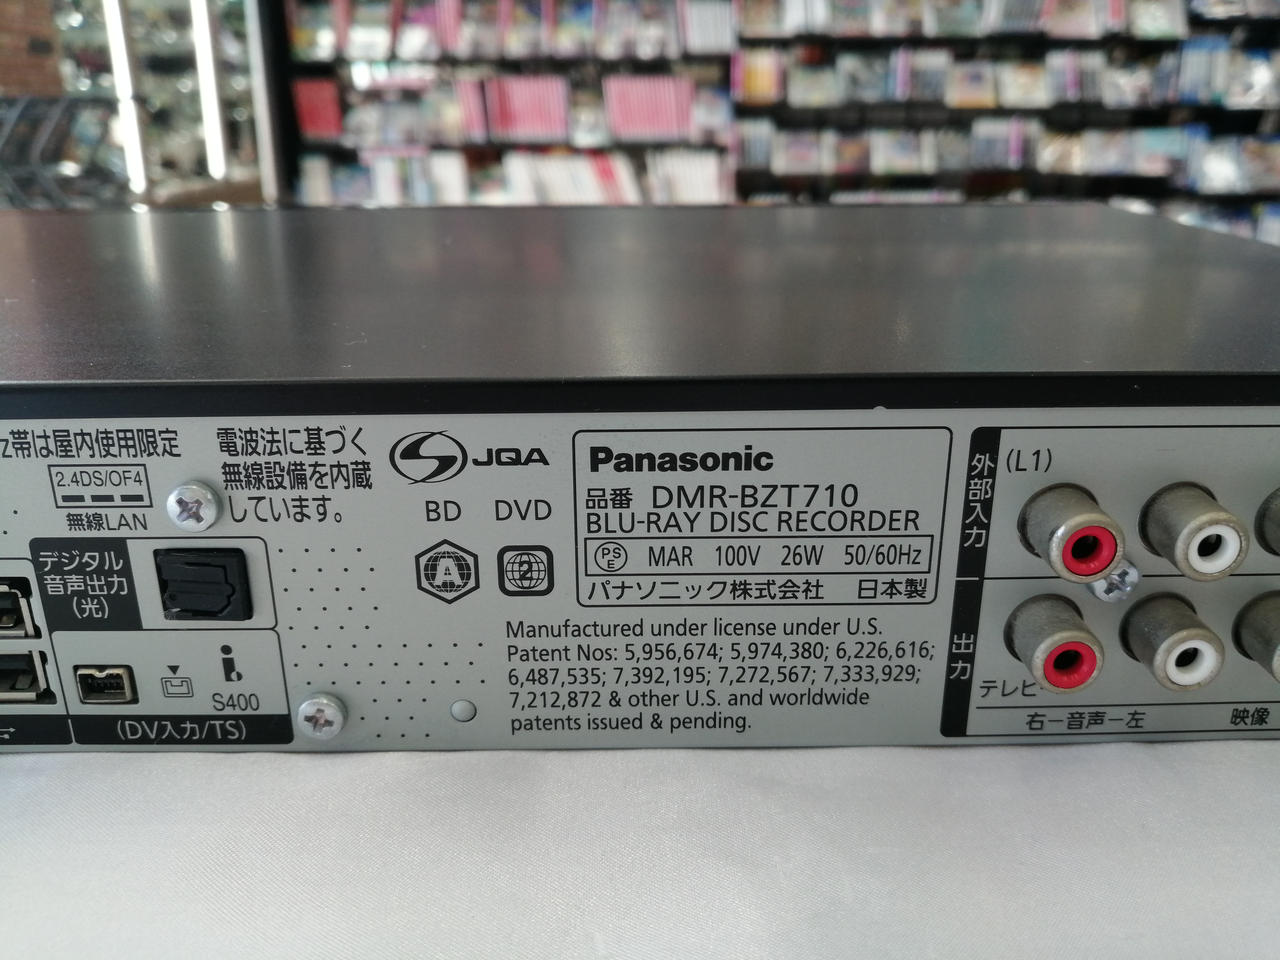 z帯は屋内使用限定
2.4DS/OF4
無線LAN
電波法に基づく
無線設備を内蔵
しています。
デジタル
音声出力
(光)
S400
(DV入力/TS)
JQA
BD DVD
A
2
Panasonic
品番 DMR-BZT710
BLU-RAY DISC RECORDER
PS E MAR 100V 26W 50/60Hz
パナソニック株式会社 日本製
Manufactured under license under U.S.
Patent Nos: 5,956,674; 5,974,380; 6,226,616;
6,487,535; 7,392,195; 7,272,567; 7,333,929;
7,212,872 & other U.S. and worldwide
patents issued & pending.
外部入力
(L1)
出力
テレビ
右－音声－左 映像